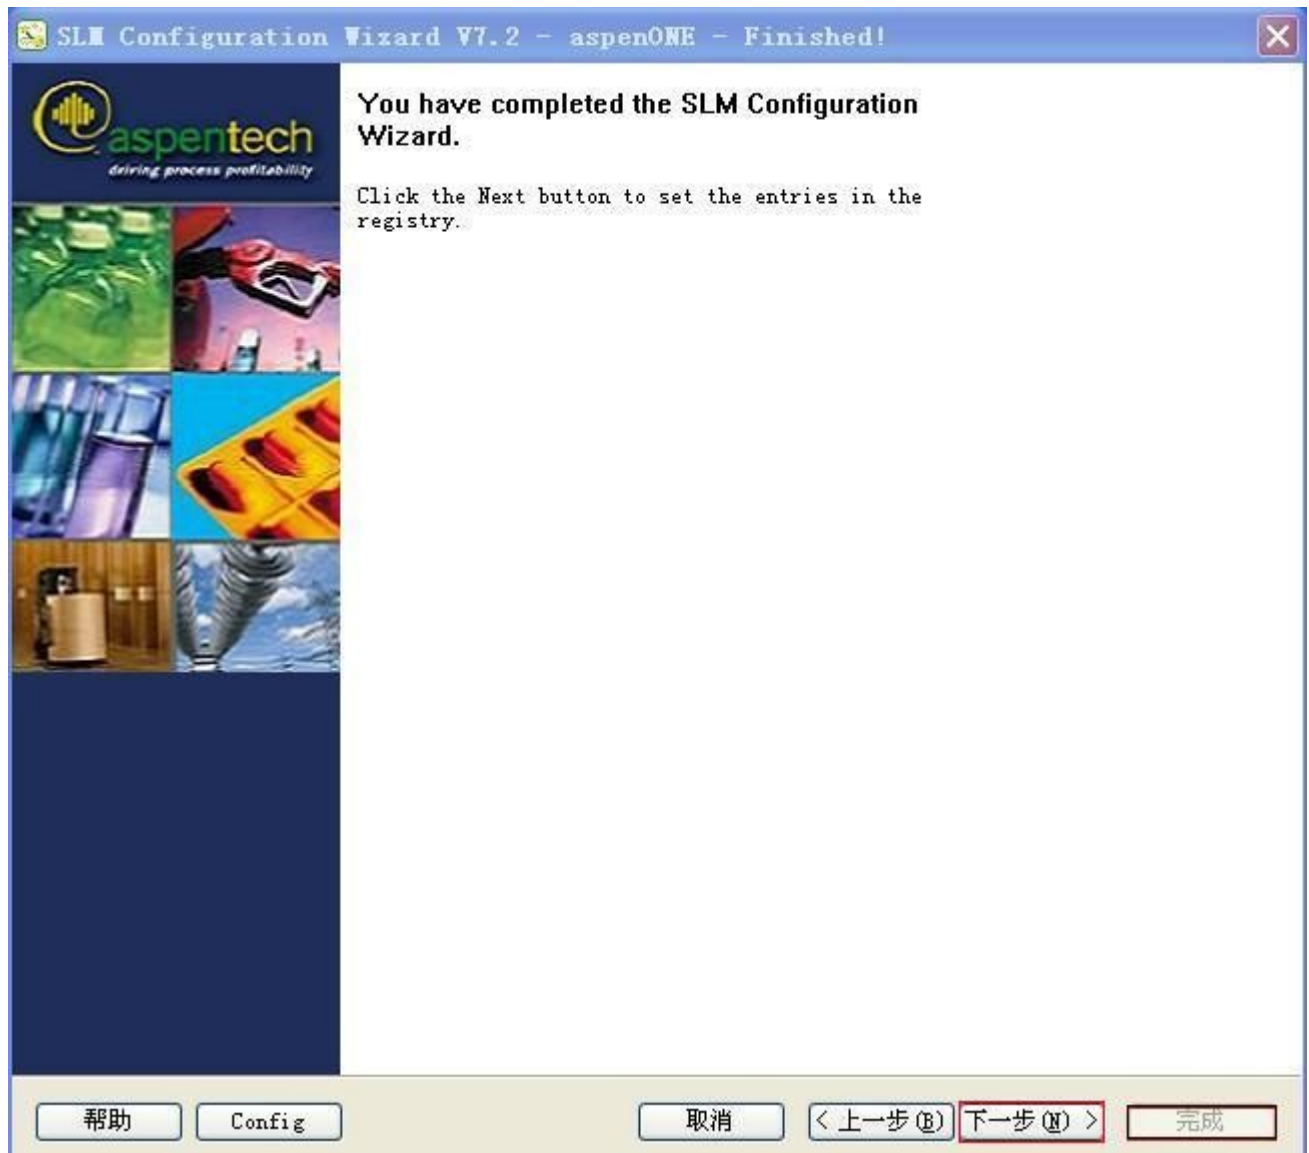 SLM Configuration Wizard V7.2 - aspenONE - Finished!
aspentech
driving process profitability
You have completed the SLM Configuration
Wizard.
Click the Next button to set the entries in the
registry.
帮助 Config 取消 < 上一步(B) 下一步(N) > 完成